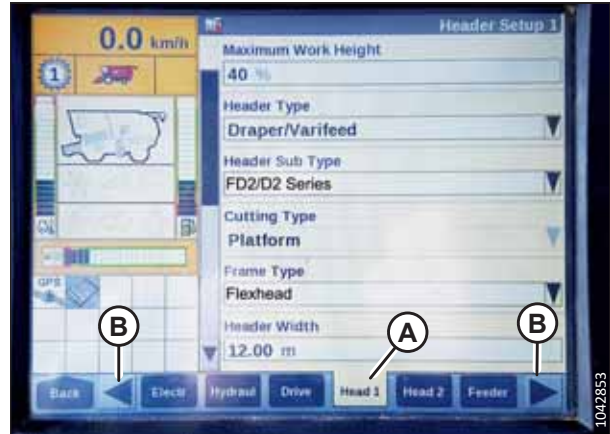 0.0 km/h
Header Setup 1
1
Maximum Work Height
40 %
Header Type
Draper/Varifeed
Header Sub Type
FD2/D2 Series
Cutting Type
Platform
Frame Type
Flexhead
GPS
Header Width
12.00 m
B
A
B
Back
Electr
Hydraul
Drive
Head 1
Head 2
Feeder
1042853